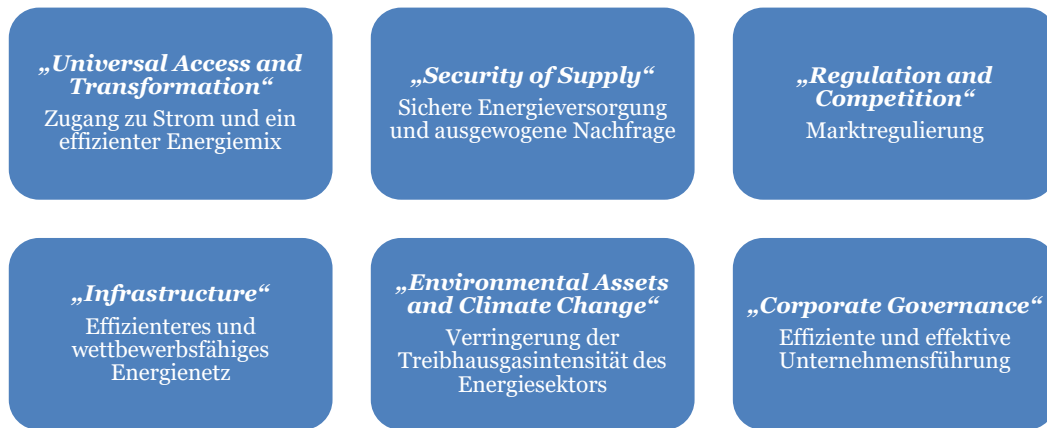 „Universal Access and
Transformation“
Zugang zu Strom und ein
effizienter Energiemix
„Security of Supply“
Sichere Energieversorgung
und ausgewogene Nachfrage
„Regulation and
Competition“
Marktregulierung
„Infrastructure“
Effizienteres und
wettbewerbsfähiges
Energienetz
„Environmental Assets
and Climate Change“
Verringerung der
Treibhausgasintensität des
Energiesektors
„Corporate Governance“
Effiziente und effektive
Unternehmensführung